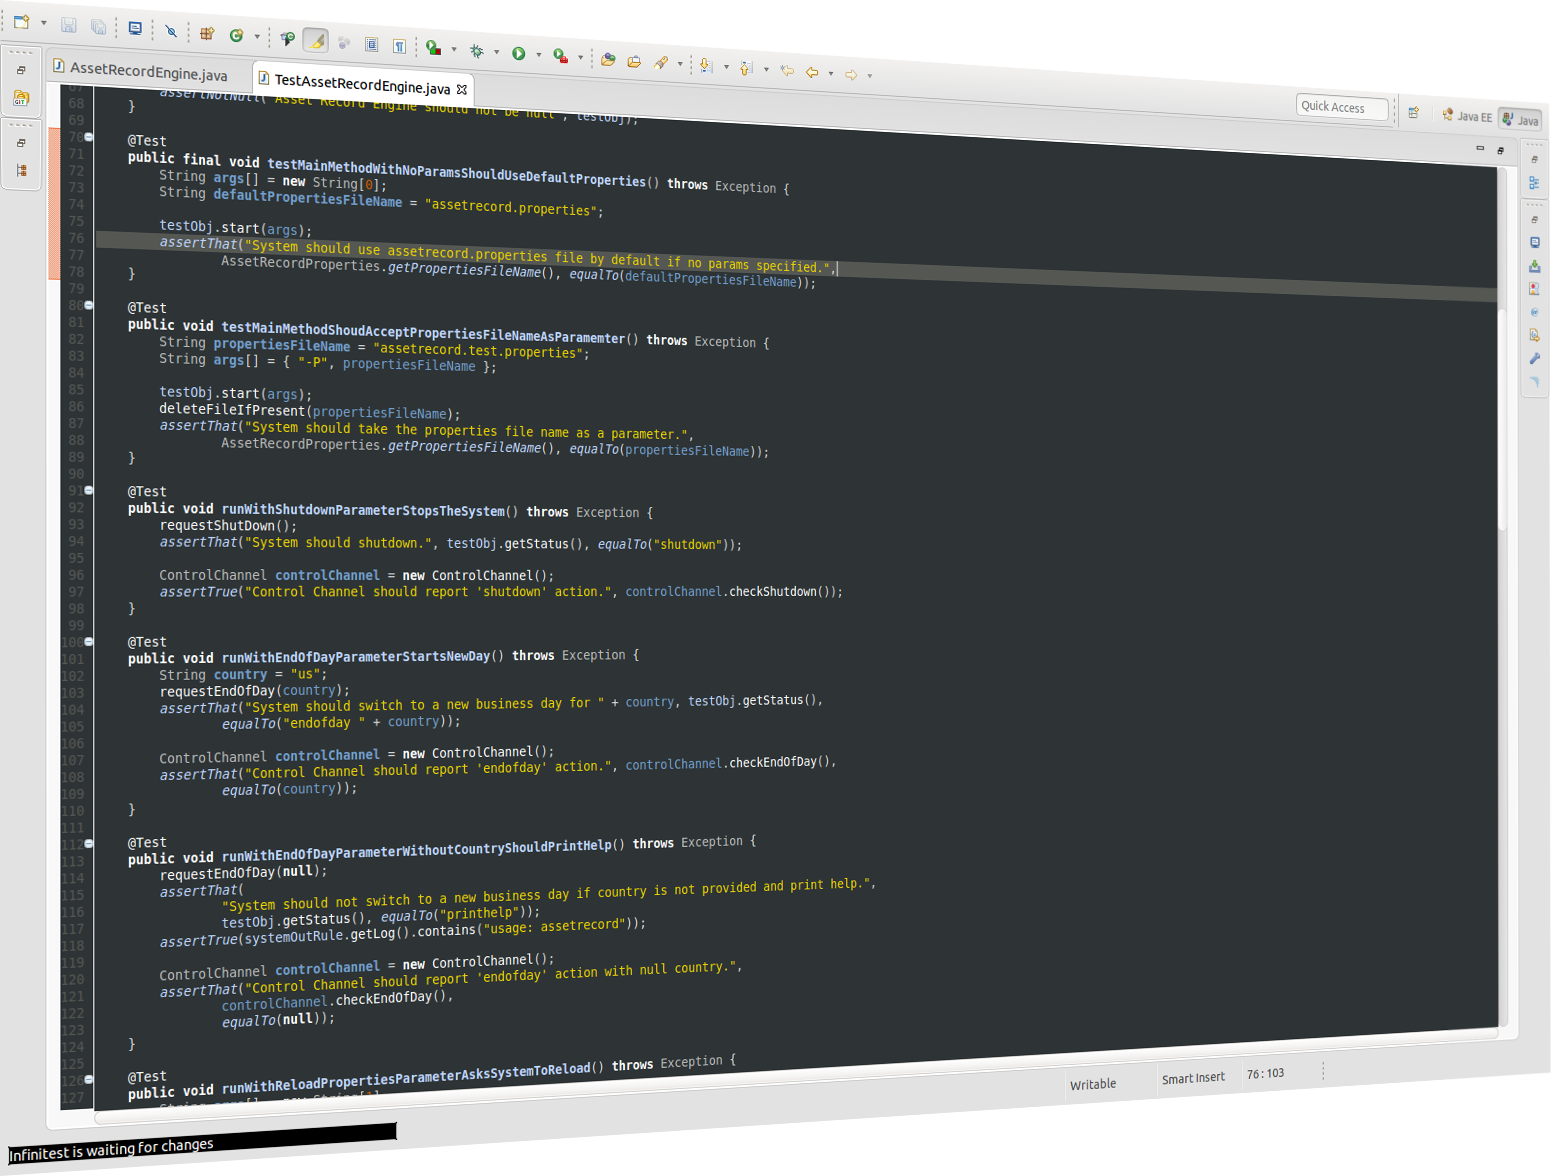 Quick Access
Java EE
Java
AssetRecordEngine.java
TestAssetRecordEngine.java
67
68 assertNotNull("Asset Record Engine should not be null", testObj);
69 }
70 @Test
71 public final void testMainMethodWithNoParamsShouldUseDefaultProperties() throws Exception {
72 String args[] = new String[0];
73 String defaultPropertiesFileName = "assetrecord.properties";
74
75 testObj.start(args);
76 assertThat("System should use assetrecord.properties file by default if no params specified.",
77 AssetRecordProperties.getPropertiesFileName(), equalTo(defaultPropertiesFileName));
78 }
79
80 @Test
81 public void testMainMethodShoudAcceptPropertiesFileNameAsParamemter() throws Exception {
82 String propertiesFileName = "assetrecord.test.properties";
83 String args[] = { "-P", propertiesFileName };
84
85 testObj.start(args);
86 deleteFileIfPresent(propertiesFileName);
87 assertThat("System should take the properties file name as a parameter.",
88 AssetRecordProperties.getPropertiesFileName(), equalTo(propertiesFileName));
89 }
90
91 @Test
92 public void runWithShutdownParameterStopsTheSystem() throws Exception {
93 requestShutDown();
94 assertThat("System should shutdown.", testObj.getStatus(), equalTo("shutdown"));
95
96 ControlChannel controlChannel = new ControlChannel();
97 assertTrue("Control Channel should report 'shutdown' action.", controlChannel.checkShutdown());
98 }
99
100 @Test
101 public void runWithEndOfDayParameterStartsNewDay() throws Exception {
102 String country = "us";
103 requestEndOfDay(country);
104 assertThat("System should switch to a new business day for " + country, testObj.getStatus(),
105 equalTo("endofday " + country));
106
107 ControlChannel controlChannel = new ControlChannel();
108 assertThat("Control Channel should report 'endofday' action.", controlChannel.checkEndOfDay(),
109 equalTo(country));
110 }
111
112 @Test
113 public void runWithEndOfDayParameterWithoutCountryShouldPrintHelp() throws Exception {
114 requestEndOfDay(null);
115 assertThat(
116 "System should not switch to a new business day if country is not provided and print help.",
117 testObj.getStatus(), equalTo("printhelp"));
118 assertTrue(systemOutRule.getLog().contains("usage: assetrecord"));
119
120 ControlChannel controlChannel = new ControlChannel();
121 assertThat("Control Channel should report 'endofday' action with null country.",
122 controlChannel.checkEndOfDay(),
123 equalTo(null));
124 }
125
126 @Test
127 public void runWithReloadPropertiesParameterAsksSystemToReload() throws Exception {
Writable
Smart Insert
76 : 103
Infinitest is waiting for changes